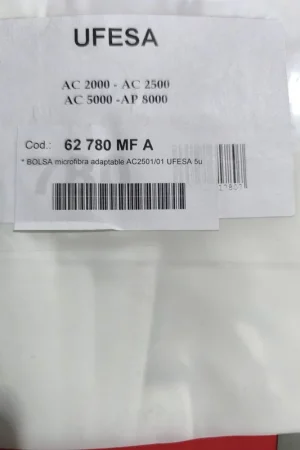 UFESA
AC 2000 - AC 2500
AC 5000 -AP 8000
Cod.: 62 780 MF A
* BOLSA microfibra adaptable AC2501/01 UFESA 5u